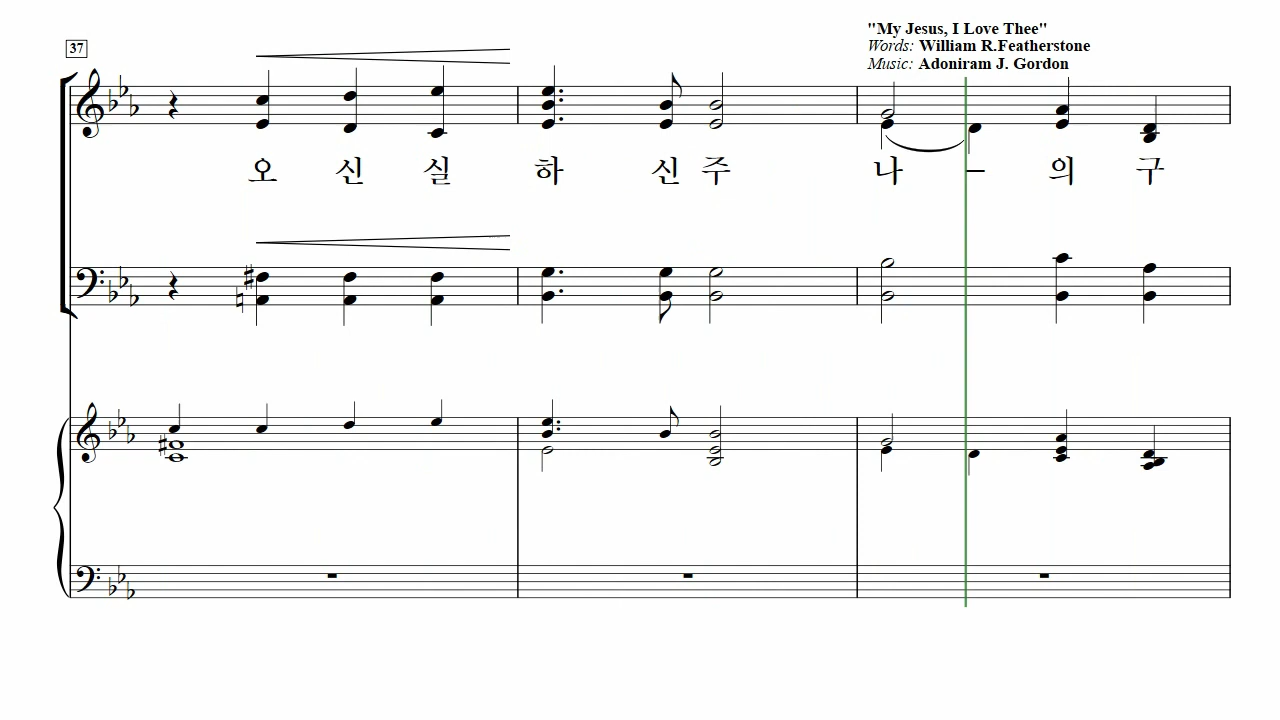 "My Jesus, I Love Thee"
Words: William R.Featherstone
Music: Adoniram J. Gordon
37
오 신 실 하 신 주 나 – 의 구